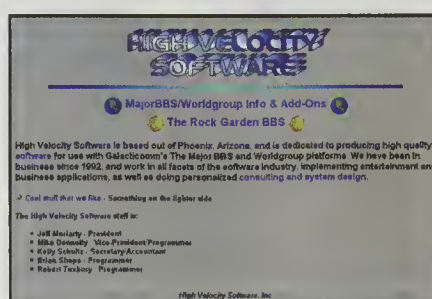 HIGH VELOCITY
SOFTWARE
MajorBBS/Worldgroup Info & Add-Ons
The Rock Garden BBS
High Velocity Software is based out of Phoenix, Arizona, and is dedicated to producing high quality
software for use with Galacticomm's The Major BBS and Worldgroup platforms. We have been in
business since 1992, and work in all facets of the software industry, implementing entertainment and
business applications, as well as doing personalized consulting and system design.
Cool stuff that we like - Something on the lighter side
The High Velocity Software staff is:
Jeff Moriarty - President
Mike Donnelly - Vice-President/Programmer
Kelly Schultz - Secretary/Accountant
Brian - Programmer
Robert - Programmer
High Velocity Software, Inc